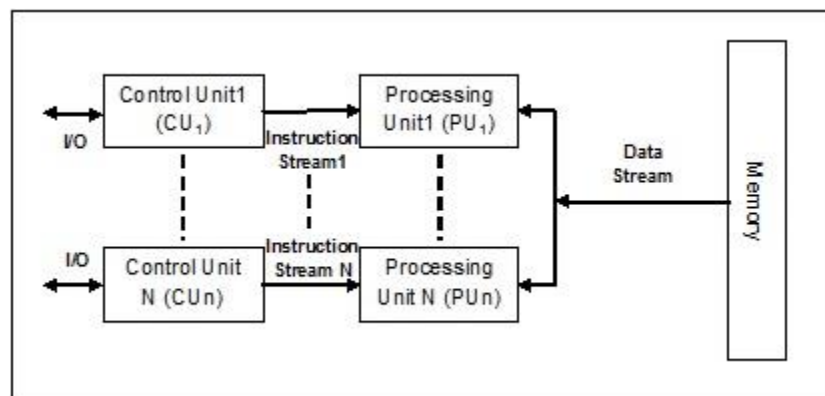 Control Unit1
(CU1)
Processing
Unit1 (PU1)
I/O
Instruction
Stream1
Data
Stream
Memory
I/O
Control Unit
N (CUn)
Instruction
Stream N
Processing
Unit N (PUn)